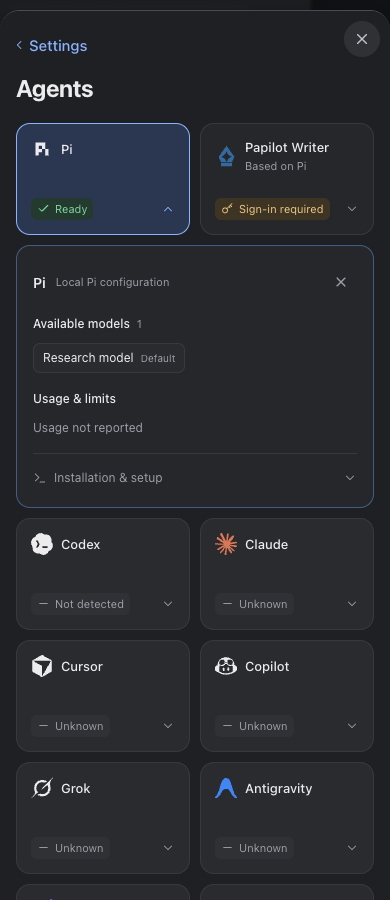 Settings
Agents
Pi
Ready
Papilot Writer
Based on Pi
Sign-in required
Pi Local Pi configuration
Available models 1
Research model Default
Usage & limits
Usage not reported
Installation & setup
Codex
Not detected
Claude
Unknown
Cursor
Unknown
Copilot
Unknown
Grok
Unknown
Antigravity
Unknown